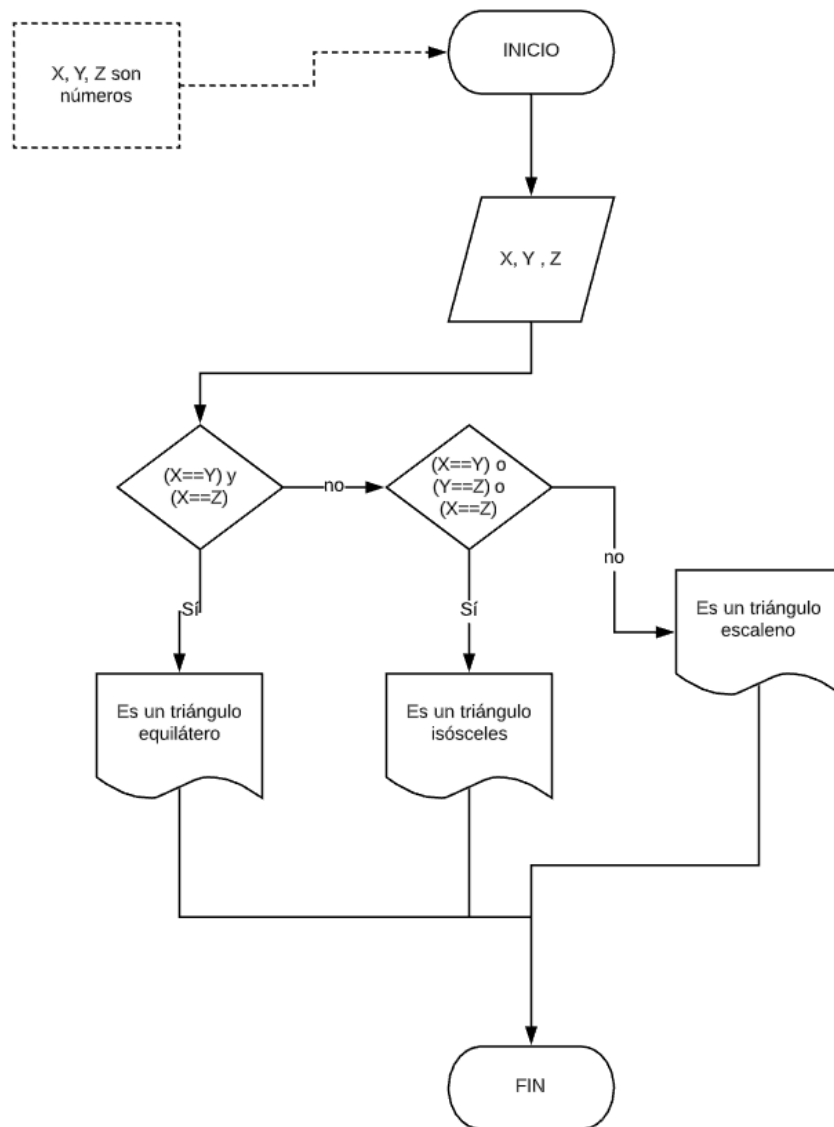 INICIO
X, Y, Z son
números
X, Y , Z
(X==Y) y
(X==Z)
no
(X==Y) o
(Y==Z) o
(X==Z)
no
Sí
Sí
Es un triángulo
escaleno
Es un triángulo
equilátero
Es un triángulo
isósceles
FIN